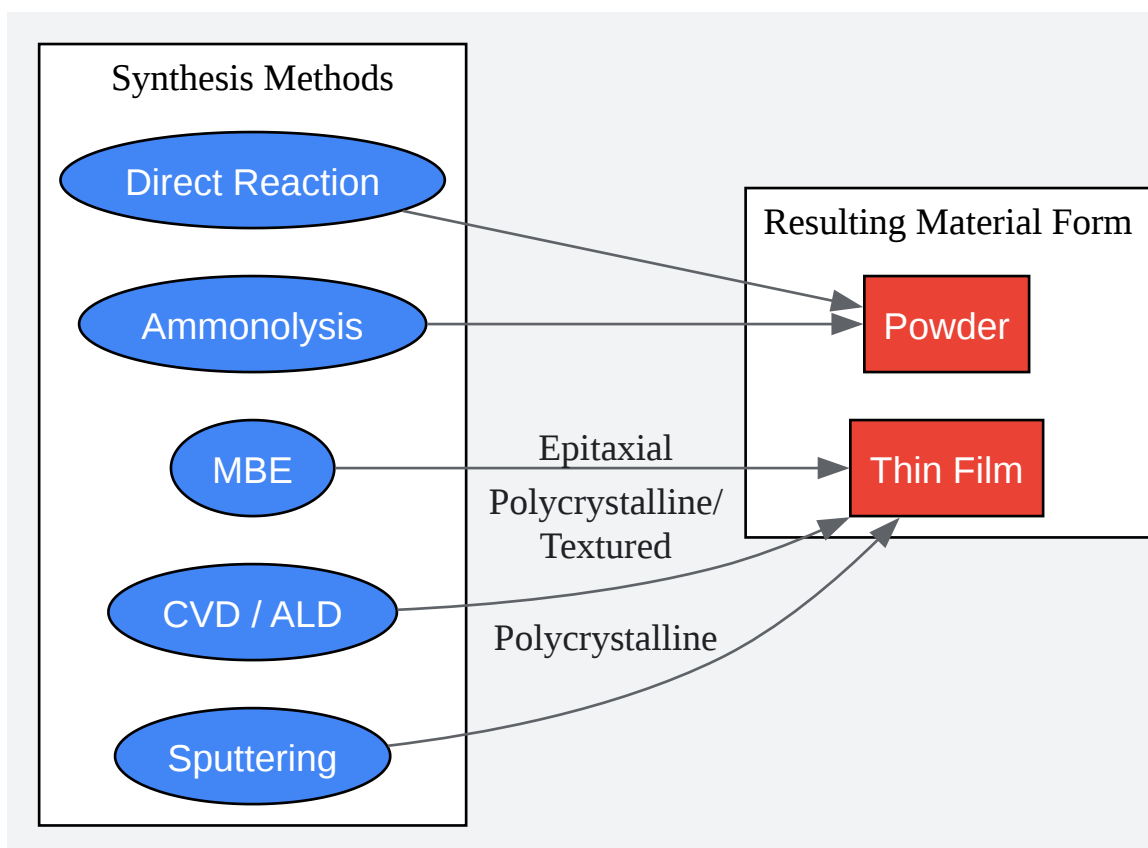 Synthesis Methods
Direct Reaction
Ammonolysis
MBE
CVD / ALD
Sputtering
Epitaxial
Polycrystalline/
Textured
Polycrystalline
Resulting Material Form
Powder
Thin Film